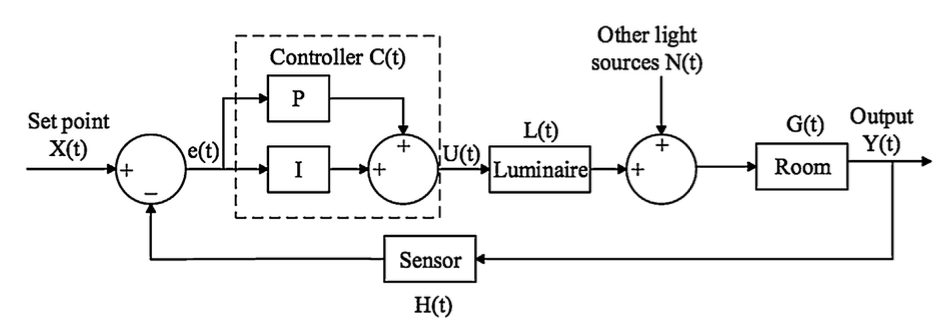 Other light
sources N(t)
Controller C(t)
P
Set point
X(t)
+
−
e(t)
I
+
+
U(t)
L(t)
Luminaire
+
+
G(t)
Room
Output
Y(t)
Sensor
H(t)